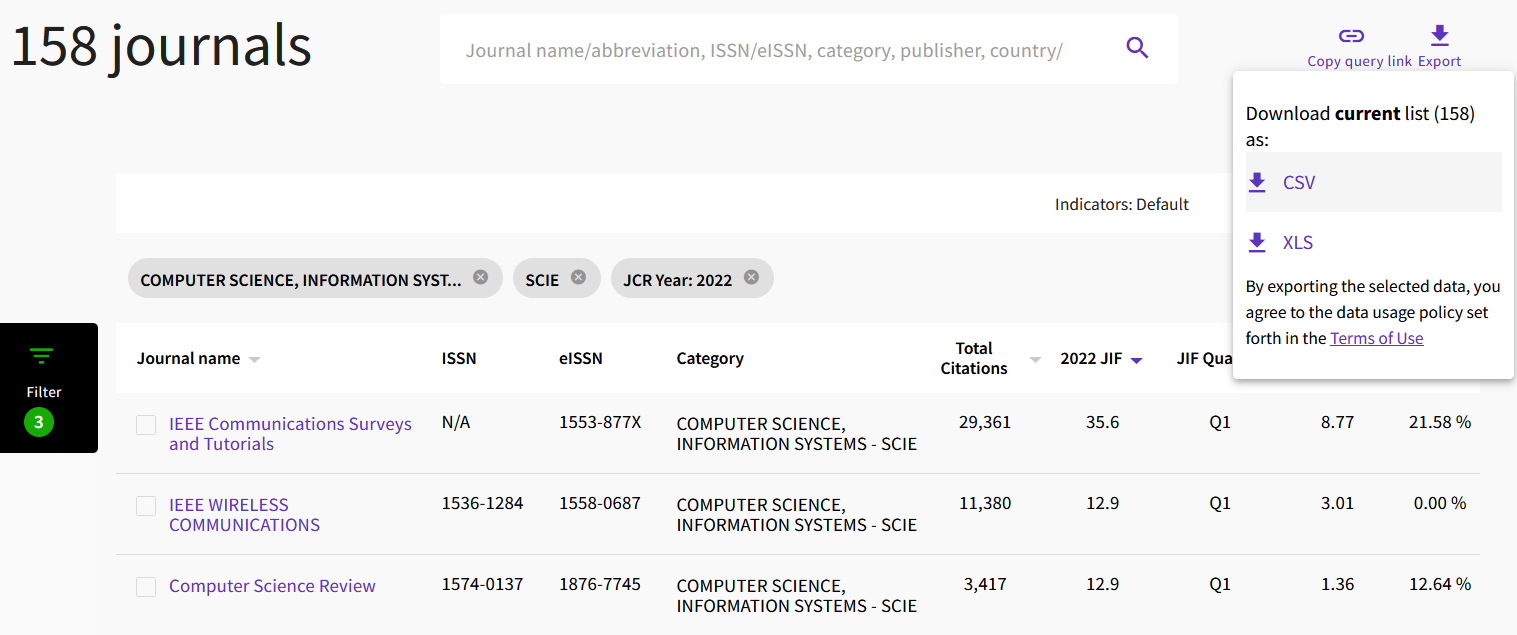 158 journals
Journal name/abbreviation, ISSN/eISSN, category, publisher, country/
Copy query link Export
Download current list (158)
as:
CSV
XLS
By exporting the selected data, you
agree to the data usage policy set
forth in the Terms of Use
Indicators: Default
COMPUTER SCIENCE, INFORMATION SYST... SCIE JCR Year: 2022
Filter
3
Journal name ISSN eISSN Category Total Citations 2022 JIF JIF Qua
IEEE Communications Surveys and Tutorials N/A 1553-877X COMPUTER SCIENCE, INFORMATION SYSTEMS - SCIE 29,361 35.6 Q1 8.77 21.58 %
IEEE WIRELESS COMMUNICATIONS 1536-1284 1558-0687 COMPUTER SCIENCE, INFORMATION SYSTEMS - SCIE 11,380 12.9 Q1 3.01 0.00 %
Computer Science Review 1574-0137 1876-7745 COMPUTER SCIENCE, INFORMATION SYSTEMS - SCIE 3,417 12.9 Q1 1.36 12.64 %